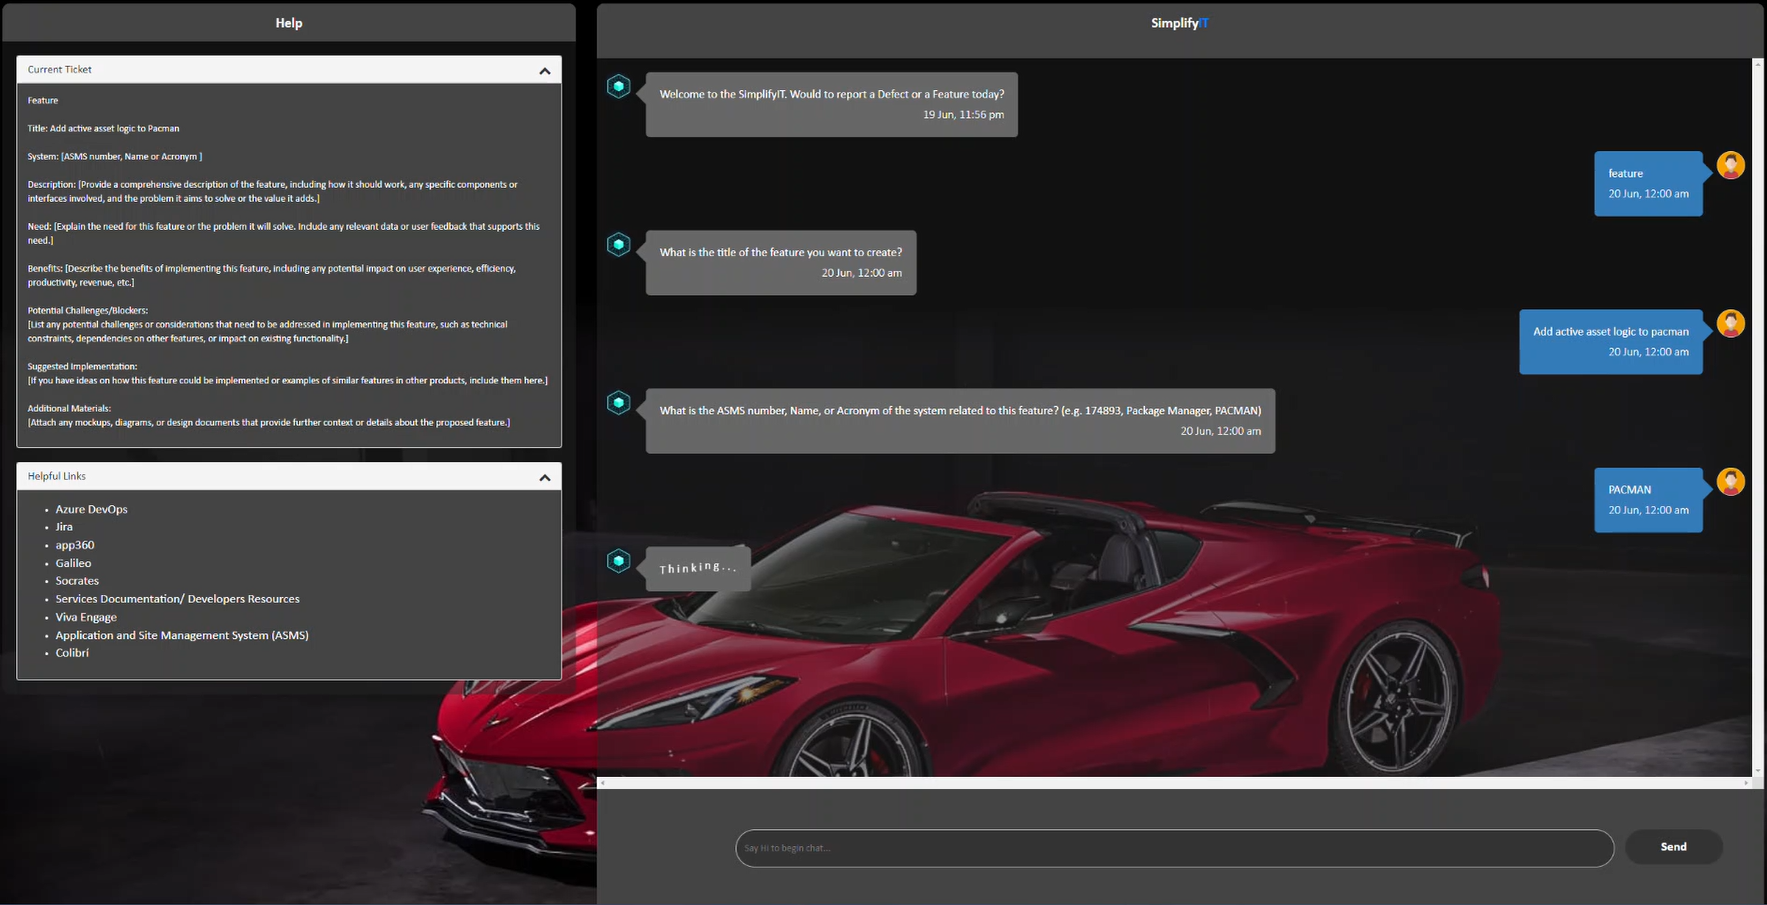 Help
Current Ticket
Feature
Title: Add active asset logic to Pacman
System: [ASMS number, Name or Acronym ]
Description: [Provide a comprehensive description of the feature, including how it should work, any specific components or
interfaces involved, and the problem it aims to solve or the value it adds.]
Need: [Explain the need for this feature or the problem it will solve. Include any relevant data or user feedback that supports this
need.]
Benefits: [Describe the benefits of implementing this feature, including any potential impact on user experience, efficiency,
productivity, revenue, etc.]
Potential Challenges/Blockers:
[List any potential challenges or considerations that need to be addressed in implementing this feature, such as technical
constraints, dependencies on other features, or impact on existing functionality.]
Suggested Implementation:
[If you have ideas on how this feature could be implemented or examples of similar features in other products, include them here.]
Additional Materials:
[Attach any mockups, diagrams, or design documents that provide further context or details about the proposed feature.]
Helpful Links
• Azure DevOps
• Jira
• app360
• Galileo
• Socrates
• Services Documentation/ Developers Resources
• Viva Engage
• Application and Site Management System (ASMS)
• Colibrí
SimplifyIT
Welcome to the SimplifyIT. Would to report a Defect or a Feature today?
19 Jun, 11:56 pm
feature
20 Jun, 12:00 am
What is the title of the feature you want to create?
20 Jun, 12:00 am
Add active asset logic to pacman
20 Jun, 12:00 am
What is the ASMS number, Name, or Acronym of the system related to this feature? (e.g. 174893, Package Manager, PACMAN)
20 Jun, 12:00 am
PACMAN
20 Jun, 12:00 am
Thinking...
Say Hi to begin chat...
Send